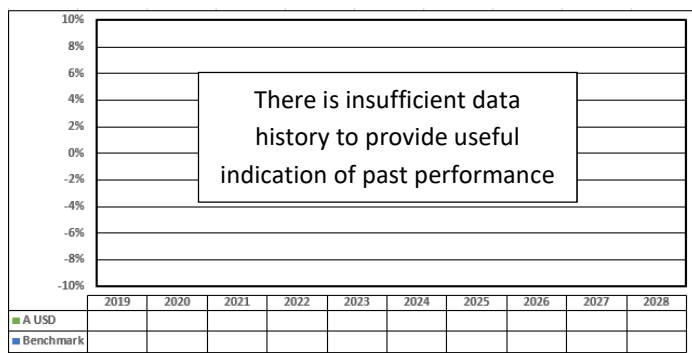 10%
8%
6%
4%
2%
0%
-2%
-4%
-6%
-8%
-10%
There is insufficient data
history to provide useful
indication of past performance
2019 2020 2021 2022 2023 2024 2025 2026 2027 2028
A USD
Benchmark